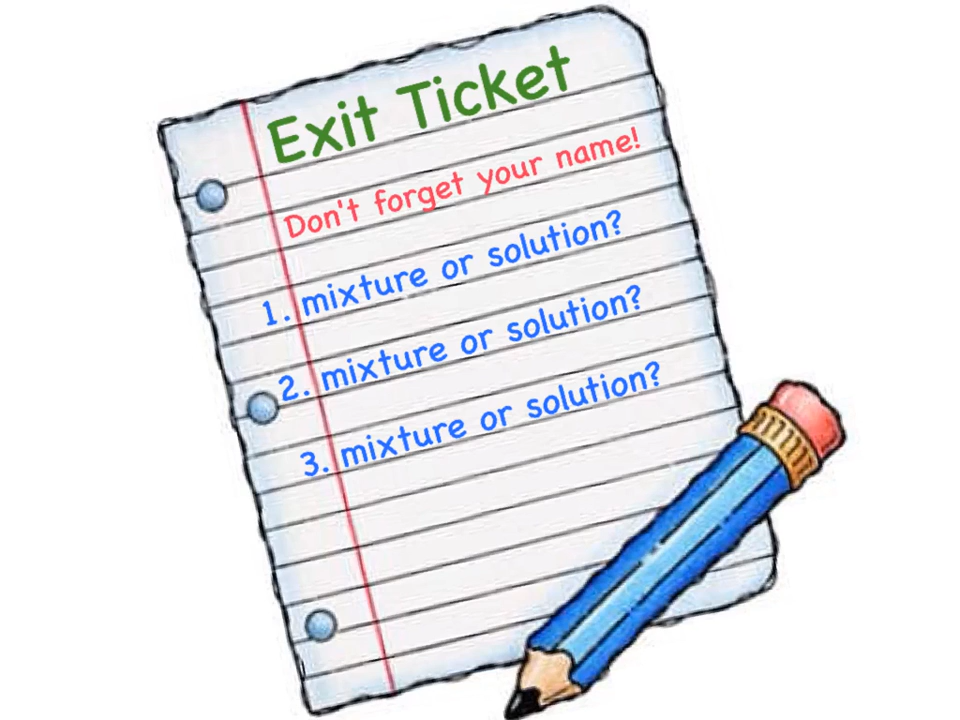 Exit Ticket
Don't forget your name!
1. mixture or solution?
2. mixture or solution?
3. mixture or solution?